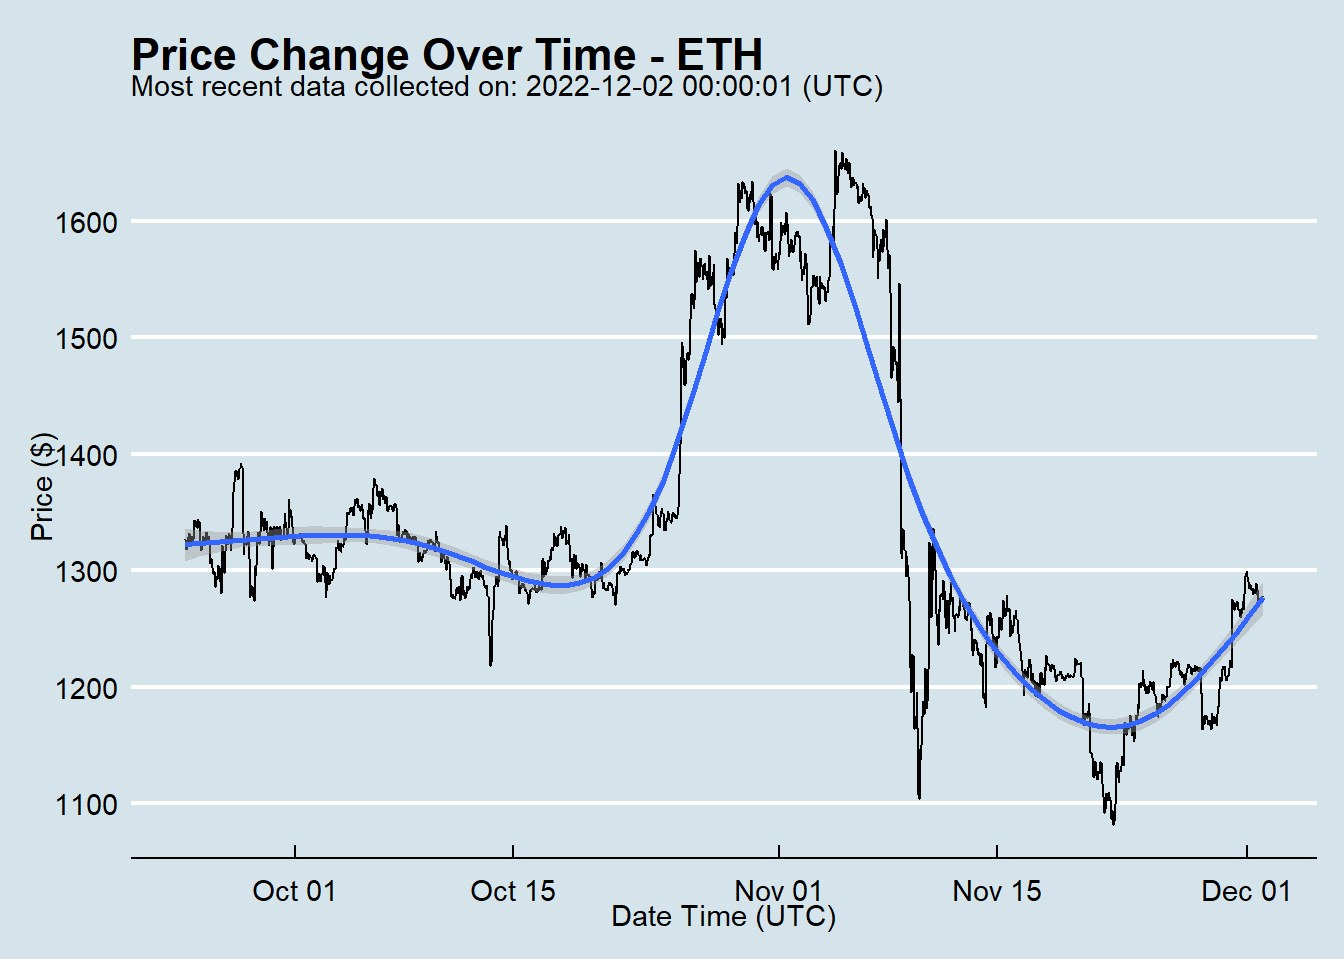 Price Change Over Time - ETH
Most recent data collected on: 2022-12-02 00:00:01 (UTC)
Price ($)
1600
1500
1400
1300
1200
1100
Oct 01 Oct 15 Nov 01 Nov 15 Dec 01
Date Time (UTC)